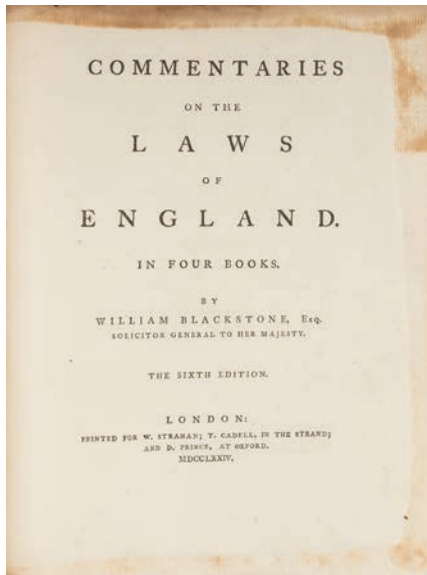 COMMENTARIES
ON THE
LAWS
OF
ENGLAND.
IN FOUR BOOKS.
BY
WILLIAM BLACKSTONE, Esq.
SOLICITOR GENERAL TO HER MAJESTY.
THE SIXTH EDITION.
LONDON:
PRINTED FOR W. STRAHAN; T. CADELL, IN THE STRAND;
AND D. PRINCE, AT OXFORD.
MDCCLXXIV.